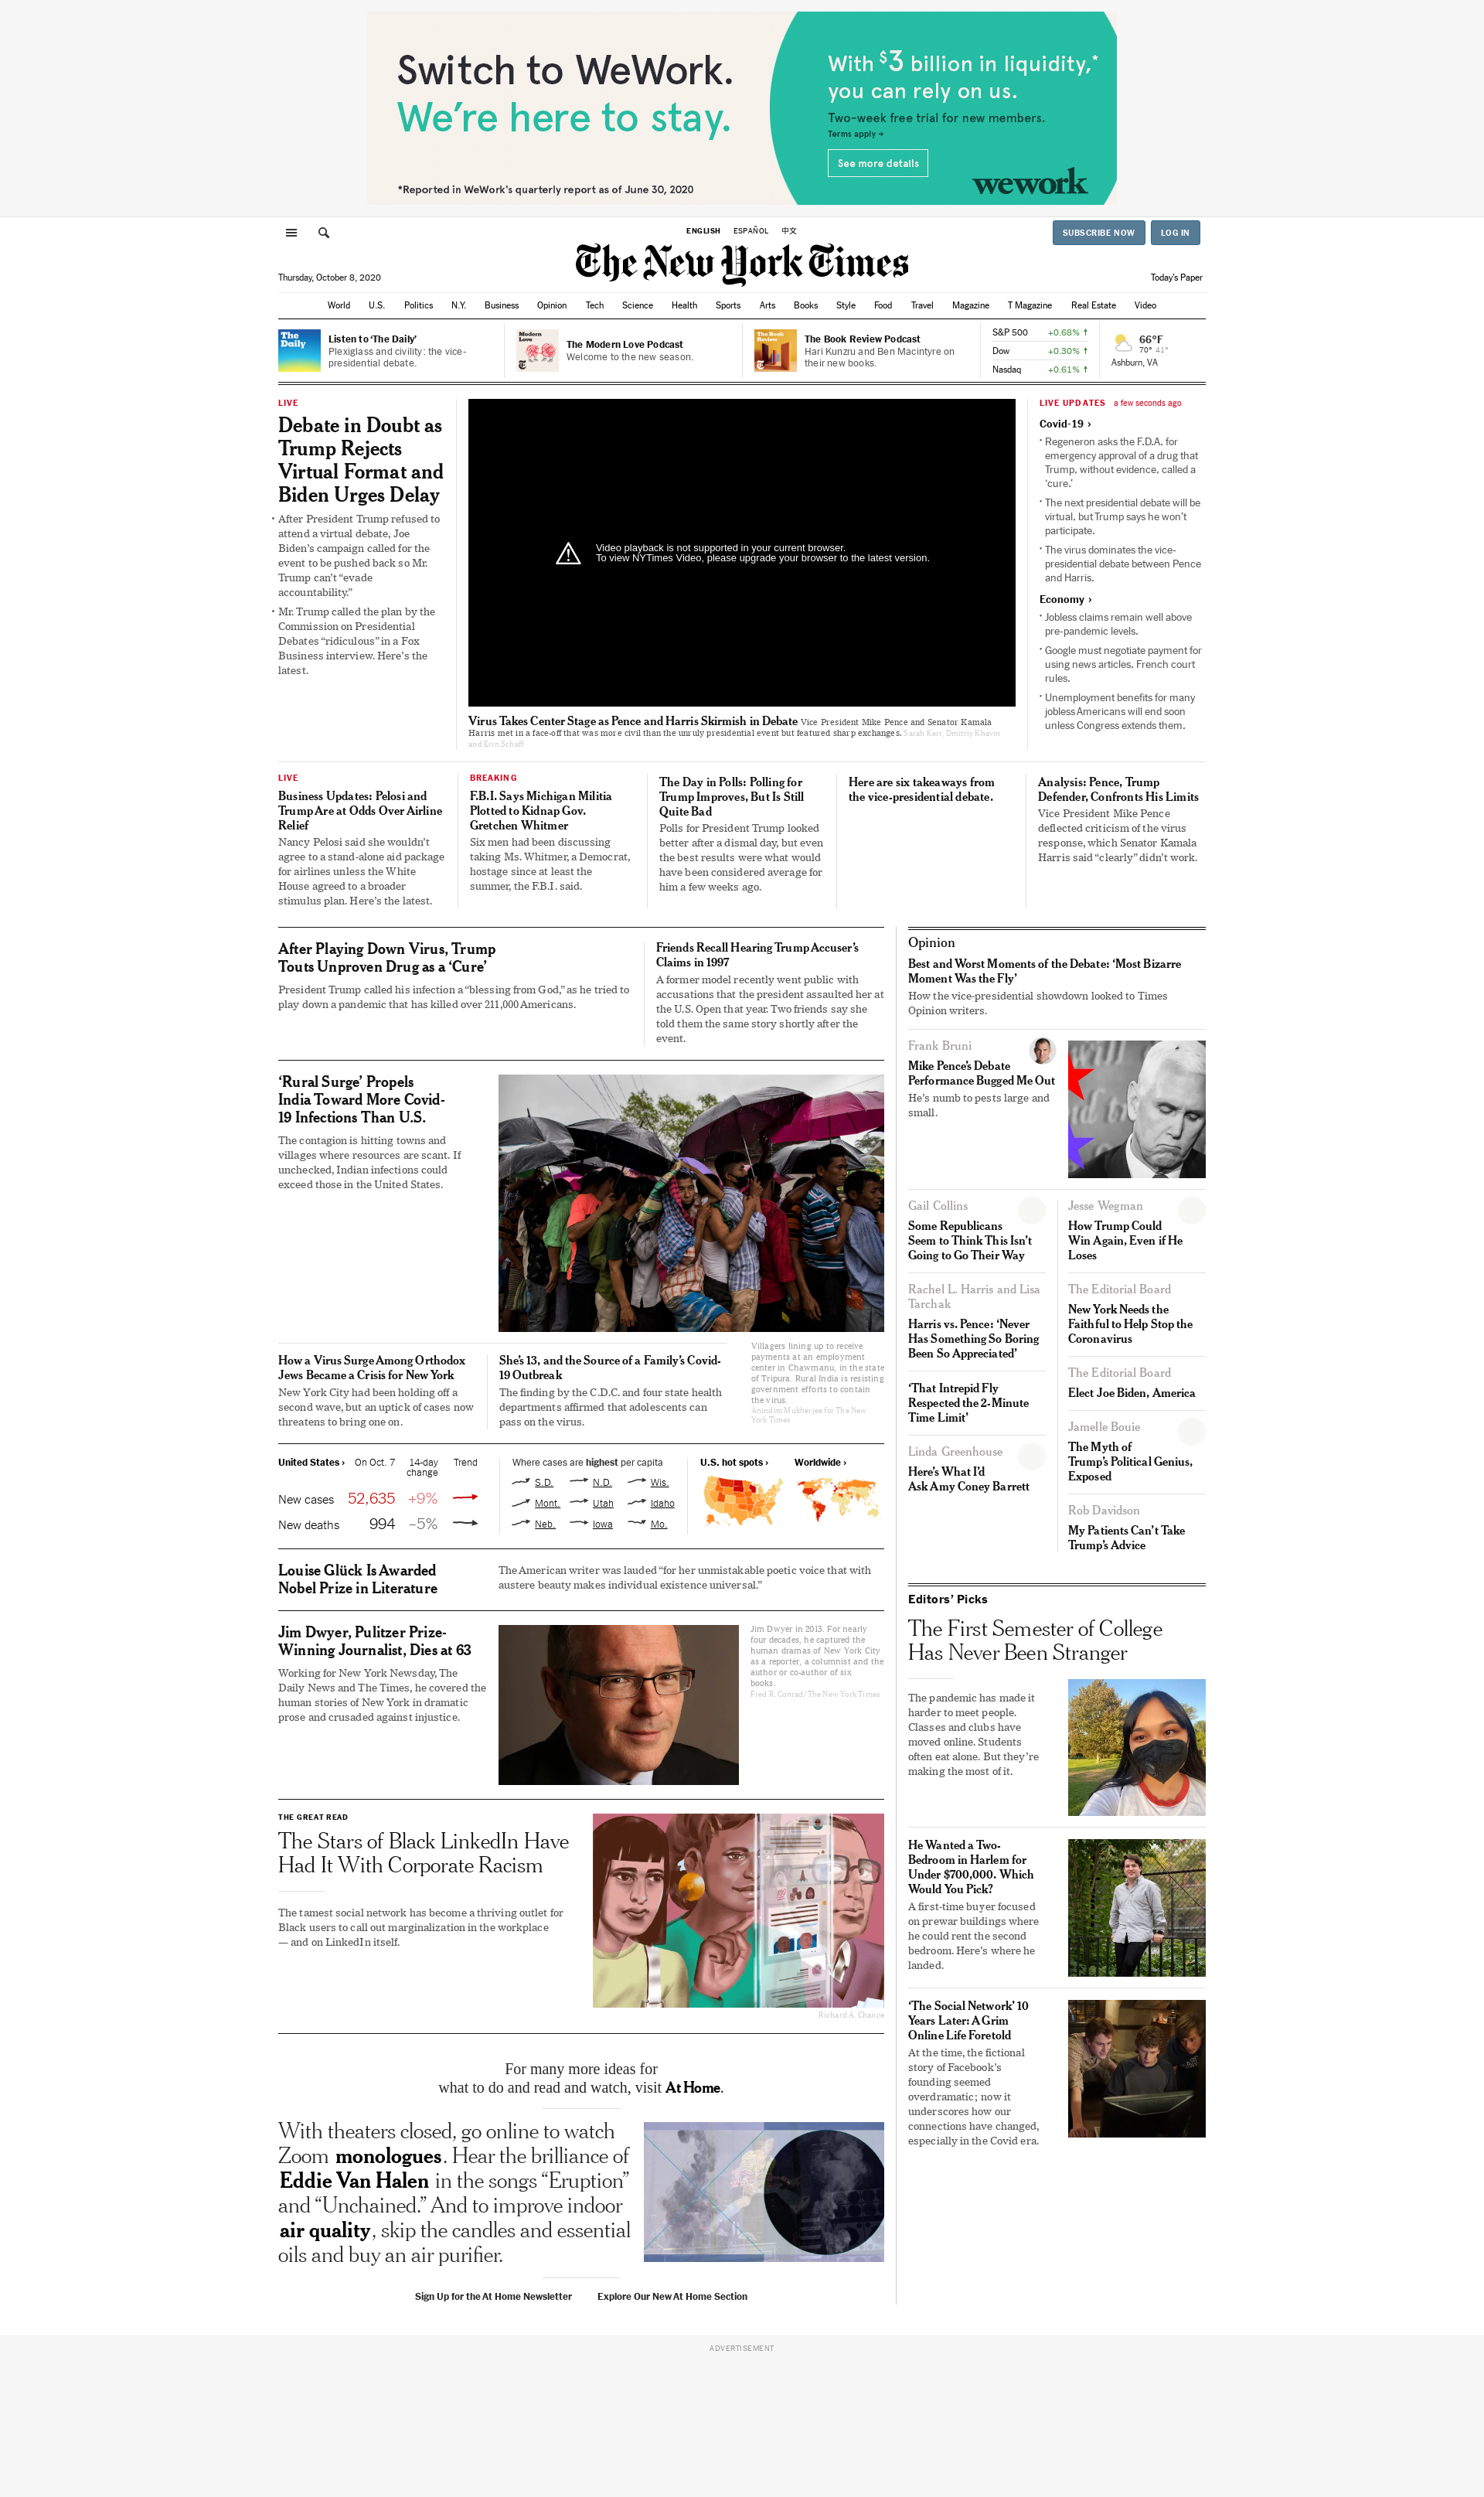 Switch to WeWork.
We're here to stay.
*Reported in WeWork's quarterly report as of June 30, 2020
With $3 billion in liquidity,*
you can rely on us.
Two-week free trial for new members.
Terms apply →
See more details
wework
ENGLISH ESPAÑOL 中文
SUBSCRIBE NOW LOG IN
The New York Times
Thursday, October 8, 2020
Today's Paper
World U.S. Politics N.Y. Business Opinion Tech Science Health Sports Arts Books Style Food Travel Magazine T Magazine Real Estate Video
The
Daily
Listen to ‘The Daily’
Plexiglass and civility: the vice-
presidential debate.
Modern
Love
The Modern Love Podcast
Welcome to the new season.
The Book
Review
The Book Review Podcast
Hari Kunzru and Ben Macintyre on
their new books.
S&P 500 +0.68% ↑
Dow +0.30% ↑
Nasdaq +0.61% ↑
66°F
70° 41°
Ashburn, VA
LIVE
Debate in Doubt as
Trump Rejects
Virtual Format and
Biden Urges Delay
• After President Trump refused to
attend a virtual debate, Joe
Biden's campaign called for the
event to be pushed back so Mr.
Trump can't “evade
accountability.”
• Mr. Trump called the plan by the
Commission on Presidential
Debates “ridiculous” in a Fox
Business interview. Here's the
latest.
Video playback is not supported in your current browser.
To view NYTimes Video, please upgrade your browser to the latest version.
Virus Takes Center Stage as Pence and Harris Skirmish in Debate Vice President Mike Pence and Senator Kamala
Harris met in a face-off that was more civil than the unruly presidential event but featured sharp exchanges. Sarah Kerr, Dmitriy Khavin
and Erin Schaff
LIVE UPDATES a few seconds ago
Covid-19 ›
• Regeneron asks the F.D.A. for
emergency approval of a drug that
Trump, without evidence, called a
‘cure.’
• The next presidential debate will be
virtual, but Trump says he won't
participate.
• The virus dominates the vice-
presidential debate between Pence
and Harris.
Economy ›
• Jobless claims remain well above
pre-pandemic levels.
• Google must negotiate payment for
using news articles, French court
rules.
• Unemployment benefits for many
jobless Americans will end soon
unless Congress extends them.
LIVE
Business Updates: Pelosi and
Trump Are at Odds Over Airline
Relief
Nancy Pelosi said she wouldn't
agree to a stand-alone aid package
for airlines unless the White
House agreed to a broader
stimulus plan. Here's the latest.
BREAKING
F.B.I. Says Michigan Militia
Plotted to Kidnap Gov.
Gretchen Whitmer
Six men had been discussing
taking Ms. Whitmer, a Democrat,
hostage since at least the
summer, the F.B.I. said.
The Day in Polls: Polling for
Trump Improves, But Is Still
Quite Bad
Polls for President Trump looked
better after a dismal day, but even
the best results were what would
have been considered average for
him a few weeks ago.
Here are six takeaways from
the vice-presidential debate.
Analysis: Pence, Trump
Defender, Confronts His Limits
Vice President Mike Pence
deflected criticism of the virus
response, which Senator Kamala
Harris said “clearly” didn't work.
After Playing Down Virus, Trump
Touts Unproven Drug as a ‘Cure’
President Trump called his infection a “blessing from God,” as he tried to
play down a pandemic that has killed over 211,000 Americans.
Friends Recall Hearing Trump Accuser's
Claims in 1997
A former model recently went public with
accusations that the president assaulted her at
the U.S. Open that year. Two friends say she
told them the same story shortly after the
event.
‘Rural Surge’ Propels
India Toward More Covid-
19 Infections Than U.S.
The contagion is hitting towns and
villages where resources are scant. If
unchecked, Indian infections could
exceed those in the United States.
Villagers lining up to receive
payments at an employment
center in Chawmanu, in the state
of Tripura. Rural India is resisting
government efforts to contain
the virus.
Anindito Mukherjee for The New
York Times
How a Virus Surge Among Orthodox
Jews Became a Crisis for New York
New York City had been holding off a
second wave, but an uptick of cases now
threatens to bring one on.
She's 13, and the Source of a Family's Covid-
19 Outbreak
The finding by the C.D.C. and four state health
departments affirmed that adolescents can
pass on the virus.
United States › On Oct. 7 14-day
change Trend
New cases 52,635 +9%
New deaths 994 –5%
Where cases are highest per capita
S.D. N.D. Wis.
Mont. Utah Idaho
Neb. Iowa Mo.
U.S. hot spots › Worldwide ›
Louise Glück Is Awarded
Nobel Prize in Literature
The American writer was lauded “for her unmistakable poetic voice that with
austere beauty makes individual existence universal.”
Jim Dwyer, Pulitzer Prize-
Winning Journalist, Dies at 63
Working for New York Newsday, The
Daily News and The Times, he covered the
human stories of New York in dramatic
prose and crusaded against injustice.
Jim Dwyer in 2013. For nearly
four decades, he captured the
human dramas of New York City
as a reporter, a columnist and the
author or co-author of six
books.
Fred R. Conrad/The New York Times
THE GREAT READ
The Stars of Black LinkedIn Have
Had It With Corporate Racism
The tamest social network has become a thriving outlet for
Black users to call out marginalization in the workplace
— and on LinkedIn itself.
Richard A. Chance
For many more ideas for
what to do and read and watch, visit At Home.
With theaters closed, go online to watch
Zoom monologues. Hear the brilliance of
Eddie Van Halen in the songs “Eruption”
and “Unchained.” And to improve indoor
air quality, skip the candles and essential
oils and buy an air purifier.
Sign Up for the At Home Newsletter Explore Our New At Home Section
Opinion
Best and Worst Moments of the Debate: ‘Most Bizarre
Moment Was the Fly’
How the vice-presidential showdown looked to Times
Opinion writers.
Frank Bruni
Mike Pence's Debate
Performance Bugged Me Out
He's numb to pests large and
small.
Gail Collins
Some Republicans
Seem to Think This Isn't
Going to Go Their Way
Rachel L. Harris and Lisa
Tarchak
Harris vs. Pence: ‘Never
Has Something So Boring
Been So Appreciated’
‘That Intrepid Fly
Respected the 2-Minute
Time Limit’
Linda Greenhouse
Here's What I'd
Ask Amy Coney Barrett
Jesse Wegman
How Trump Could
Win Again, Even if He
Loses
The Editorial Board
New York Needs the
Faithful to Help Stop the
Coronavirus
The Editorial Board
Elect Joe Biden, America
Jamelle Bouie
The Myth of
Trump's Political Genius,
Exposed
Rob Davidson
My Patients Can't Take
Trump's Advice
Editors' Picks
The First Semester of College
Has Never Been Stranger
The pandemic has made it
harder to meet people.
Classes and clubs have
moved online. Students
often eat alone. But they're
making the most of it.
He Wanted a Two-
Bedroom in Harlem for
Under $700,000. Which
Would You Pick?
A first-time buyer focused
on prewar buildings where
he could rent the second
bedroom. Here's where he
landed.
‘The Social Network’ 10
Years Later: A Grim
Online Life Foretold
At the time, the fictional
story of Facebook's
founding seemed
overdramatic; now it
underscores how our
connections have changed,
especially in the Covid era.
ADVERTISEMENT